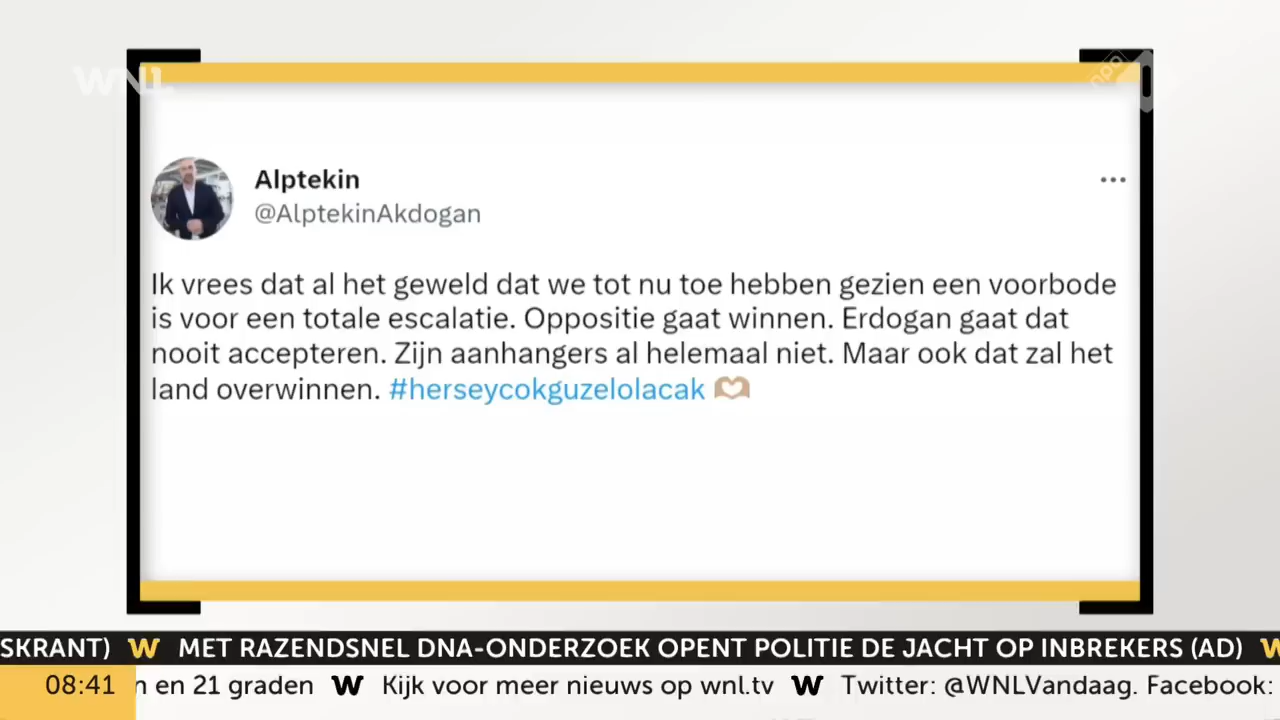 WNL
npo 1
Alptekin
@AlptekinAkdogan
Ik vrees dat al het geweld dat we tot nu toe hebben gezien een voorbode
is voor een totale escalatie. Oppositie gaat winnen. Erdogan gaat dat
nooit accepteren. Zijn aanhangers al helemaal niet. Maar ook dat zal het
land overwinnen. #herseycokguzelolacak 🫶🏼
SKRANT) W MET RAZENDSNEL DNA-ONDERZOEK OPENT POLITIE DE JACHT OP INBREKERS (AD) W
08:41 n en 21 graden W Kijk voor meer nieuws op wnl.tv W Twitter: @WNLVandaag. Facebook: